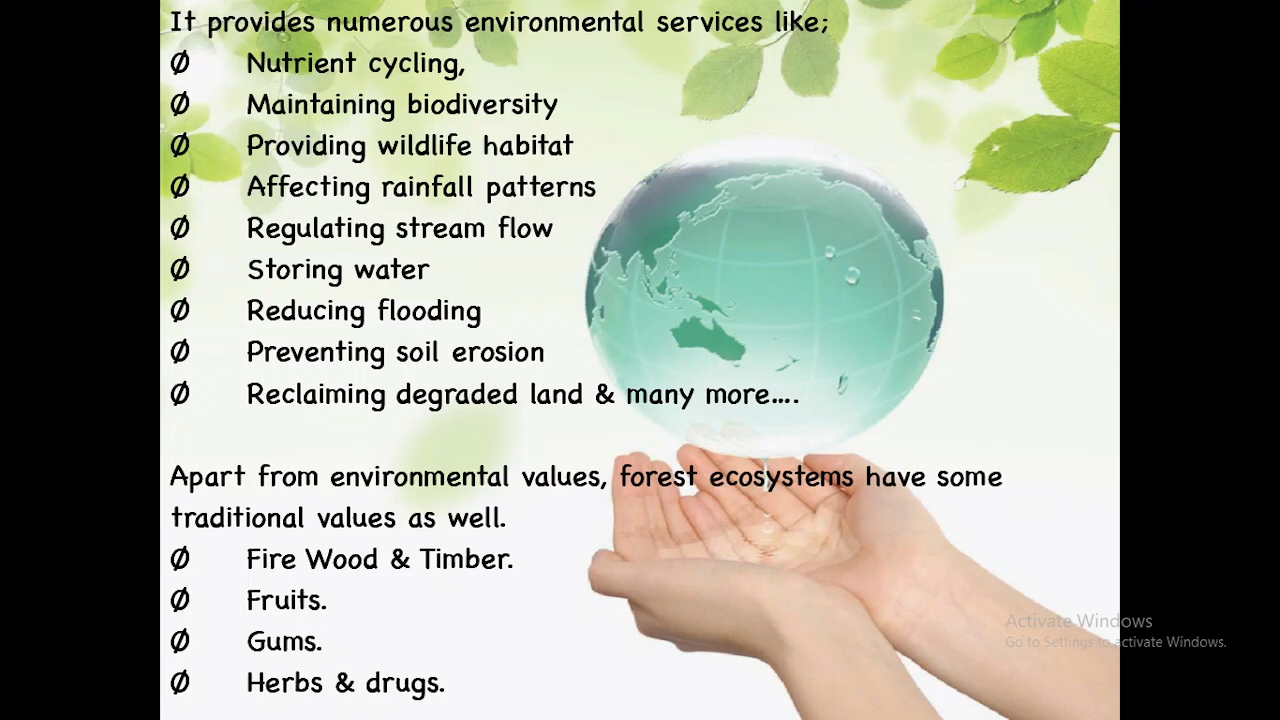 It provides numerous environmental services like;
Ø Nutrient cycling,
Ø Maintaining biodiversity
Ø Providing wildlife habitat
Ø Affecting rainfall patterns
Ø Regulating stream flow
Ø Storing water
Ø Reducing flooding
Ø Preventing soil erosion
Ø Reclaiming degraded land & many more....
Apart from environmental values, forest ecosystems have some
traditional values as well.
Ø Fire Wood & Timber.
Ø Fruits.
Ø Gums.
Ø Herbs & drugs.
Activate Windows
Go to Settings to activate Windows.